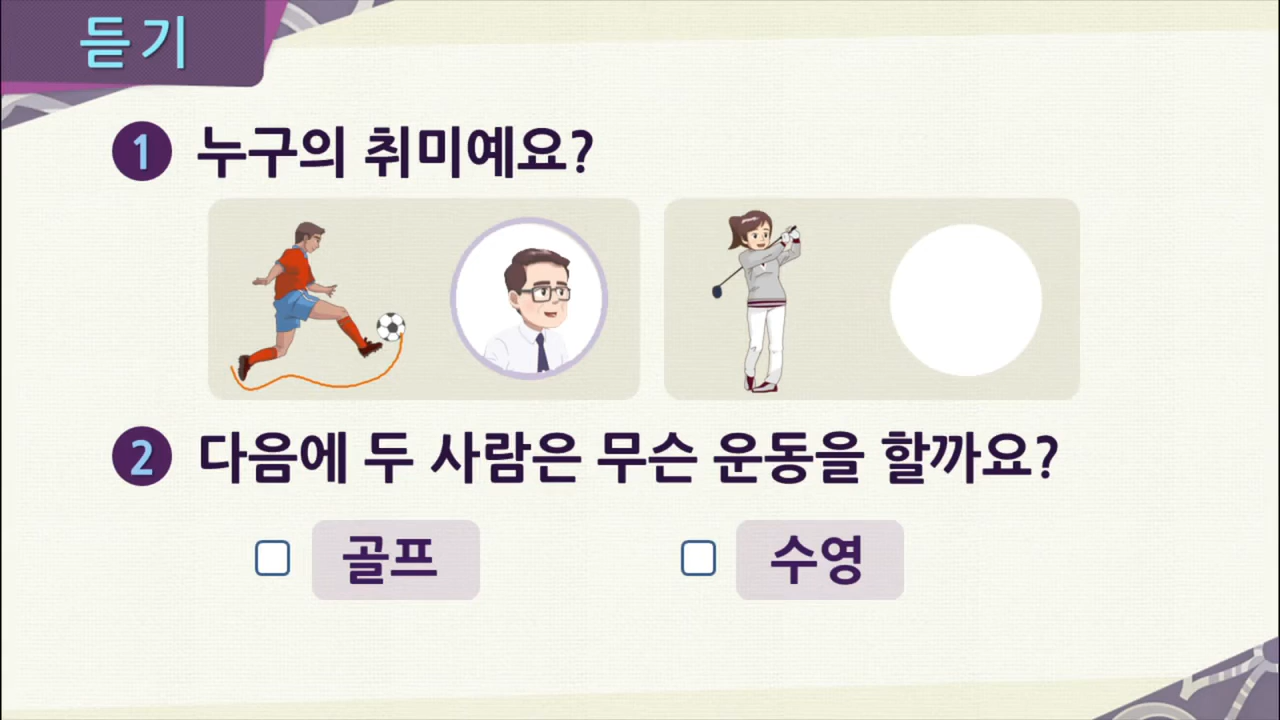 듣기
1 누구의 취미예요?
2 다음에 두 사람은 무슨 운동을 할까요?
골프 수영